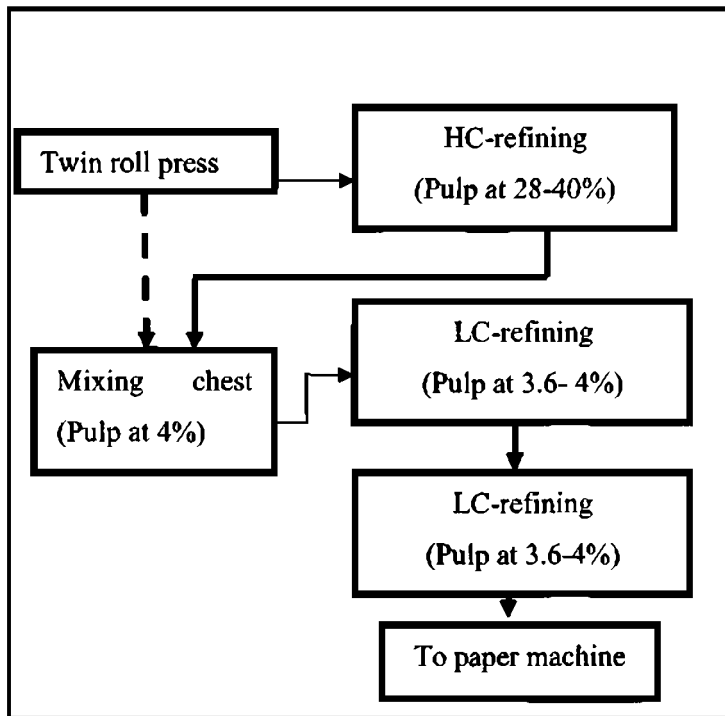 Twin roll press
HC-refining
(Pulp at 28-40%)
Mixing chest
(Pulp at 4%)
LC-refining
(Pulp at 3.6- 4%)
LC-refining
(Pulp at 3.6-4%)
To paper machine